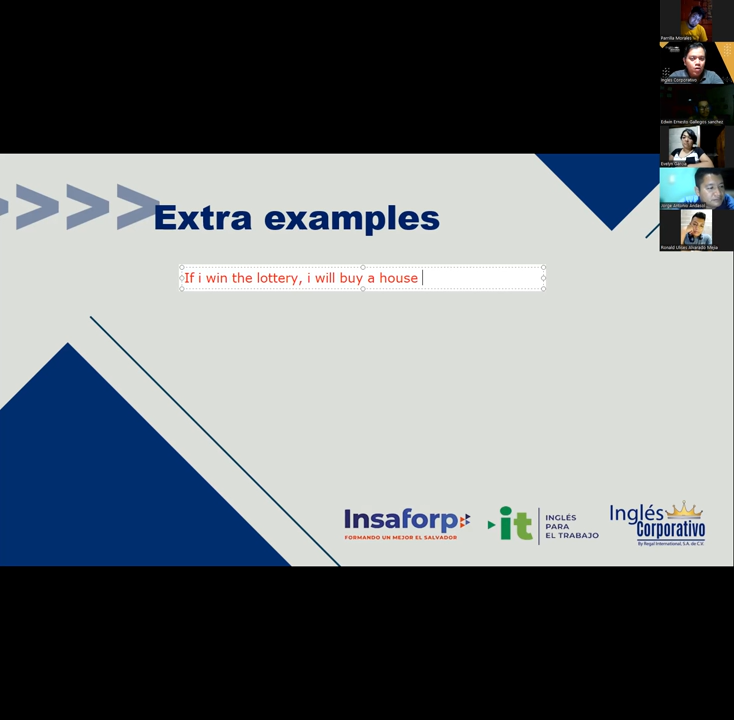 Parrilla Morales
Inglés Corporativo
Edwin Ernesto Gallegos sanchez
Evelyn Garcia
Jorge Antonio Andasol
Ronald Ulises Alvarado Mejia
>>>>
Extra examples
If i win the lottery, i will buy a house
Insaforp
FORMANDO UN MEJOR EL SALVADOR
it
INGLÉS
PARA
EL TRABAJO
Inglés
Corporativo
By Regal International, S.A. de C.V.